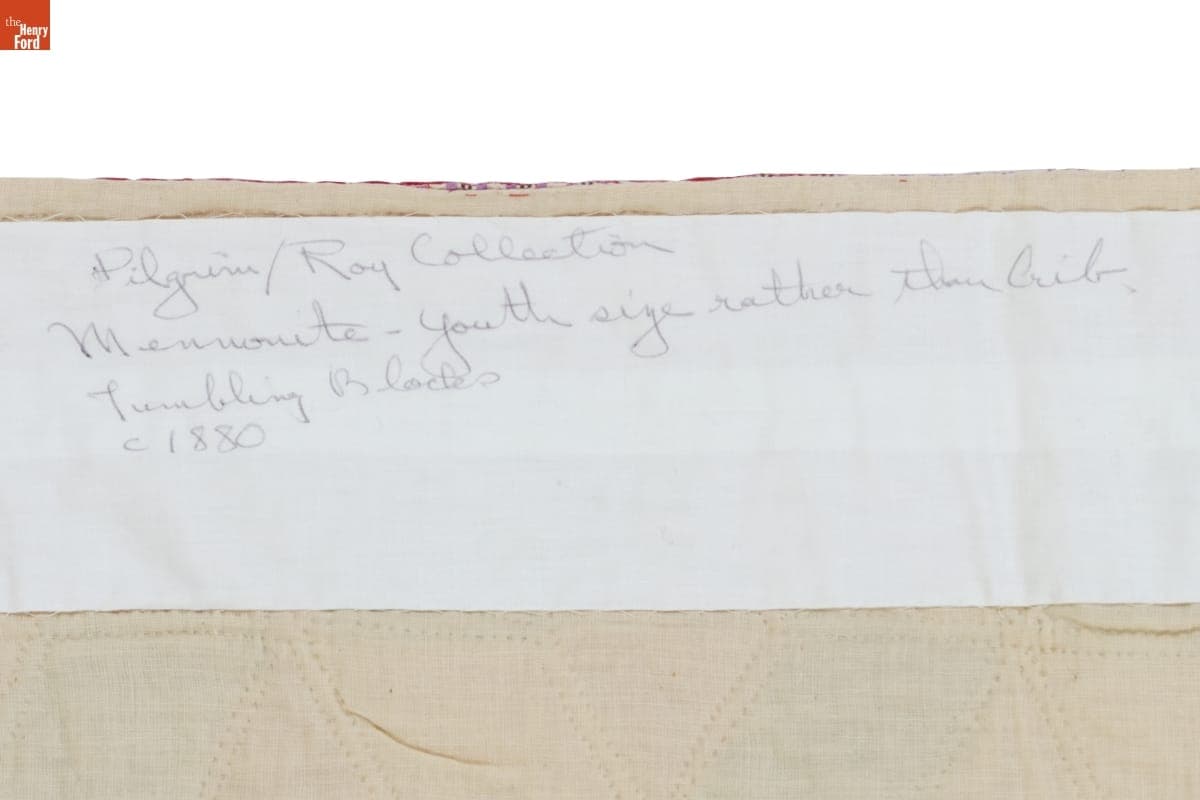 the
Henry
Ford
Pilgrim/Roy Collection
Mennonite - Youth size rather than Crib.
Tumbling Blocks
c 1880